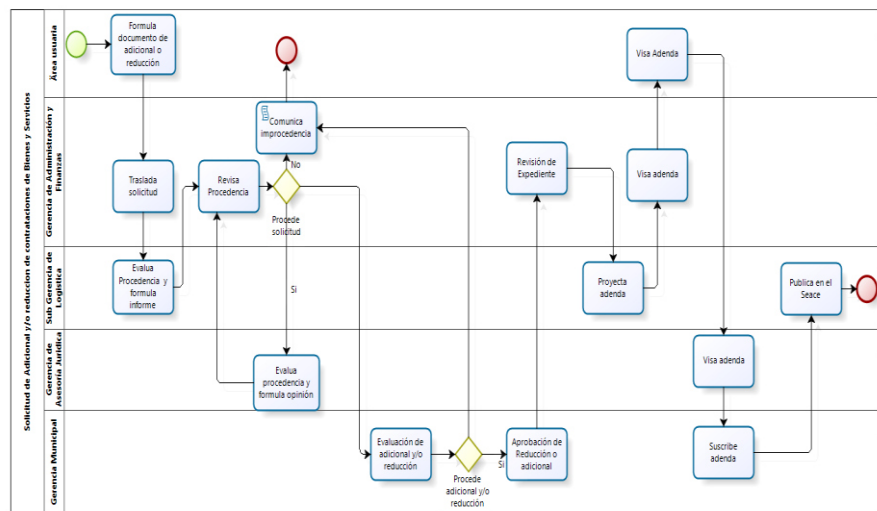 Solicitud de Adicional y/o reduccion de contrataciones de Bienes y Servicios
Área usuaria
Formula
documento de
adicional o
reducción
Visa Adenda
Gerencia de Administración y
Finanzas
Comunica
improcedencia
No
Traslada
solicitud
Revisa
Procedencia
Procede
solicitud
Revisión de
Expediente
Visa adenda
Sub Gerencia de
Logística
Evalua
Procedencia y
formula
informe
Si
Proyecta
adenda
Publica en el
Seace
Gerencia de
Asesoría Jurídica
Evalua
procedencia y
formula opinión
Visa adenda
Gerencia Municipal
Evaluación de
adicional y/o
reducción
Procede
adicional y/o
reducción
Si
Aprobación de
Reducción o
adicional
Suscribe
adenda